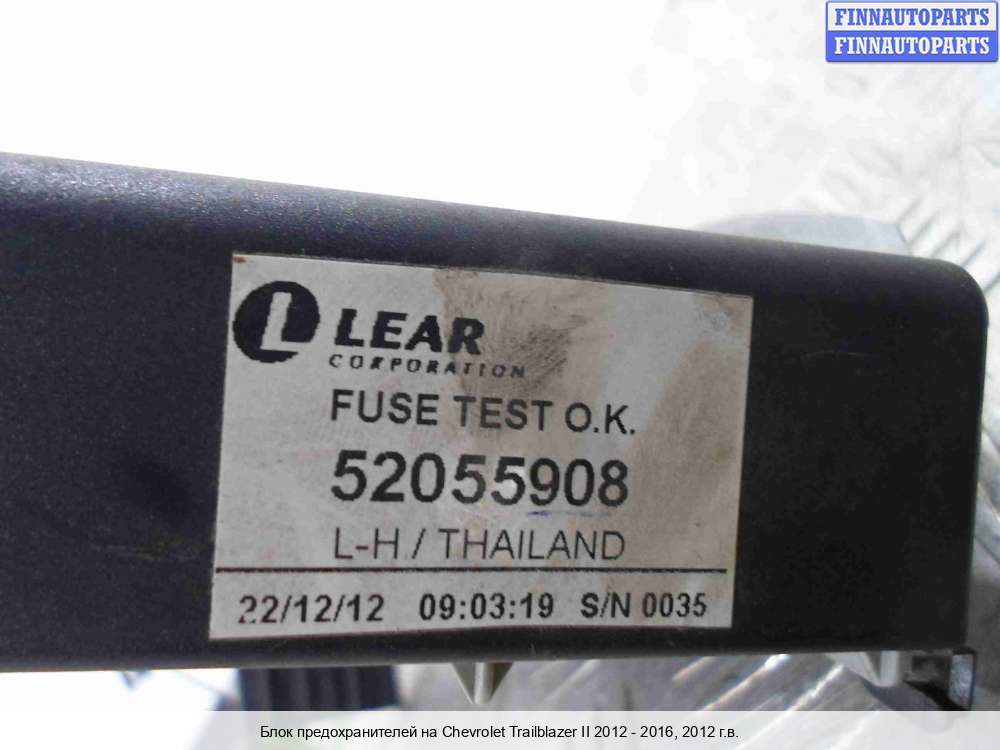 FINNAUTOPARTS
FINNAUTOPARTS
LEAR
CORPORATION
FUSE TEST O.K.
52055908
L-H / THAILAND
22/12/12 09:03:19 S/N 0035
Блок предохранителей на Chevrolet Trailblazer II 2012 - 2016, 2012 г.в.